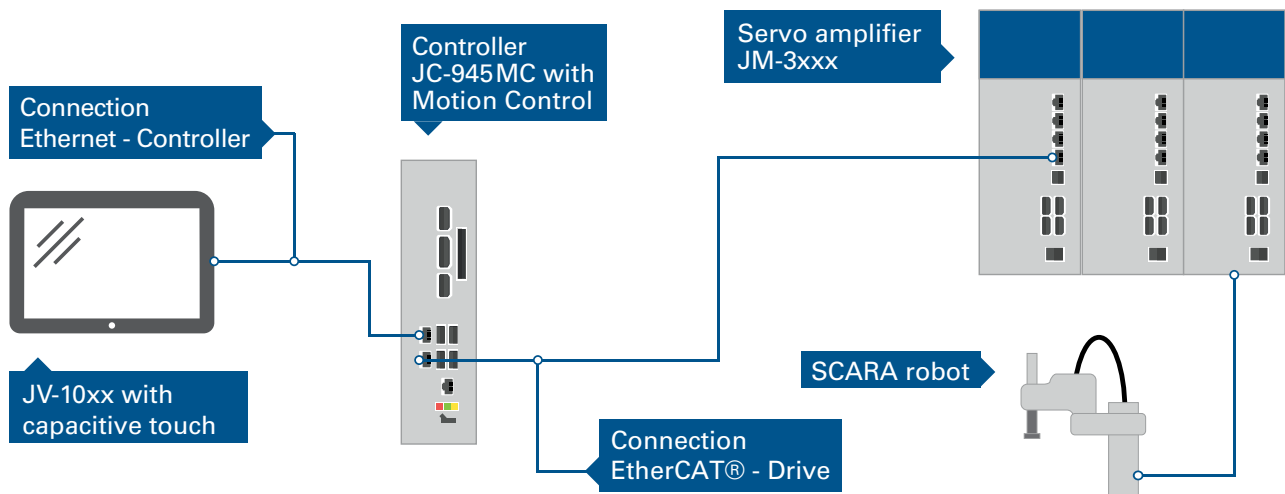 Connection
Ethernet - Controller
Controller
JC-945MC with
Motion Control
Servo amplifier
JM-3xxx
JV-10xx with
capacitive touch
SCARA robot
Connection
EtherCAT® - Drive